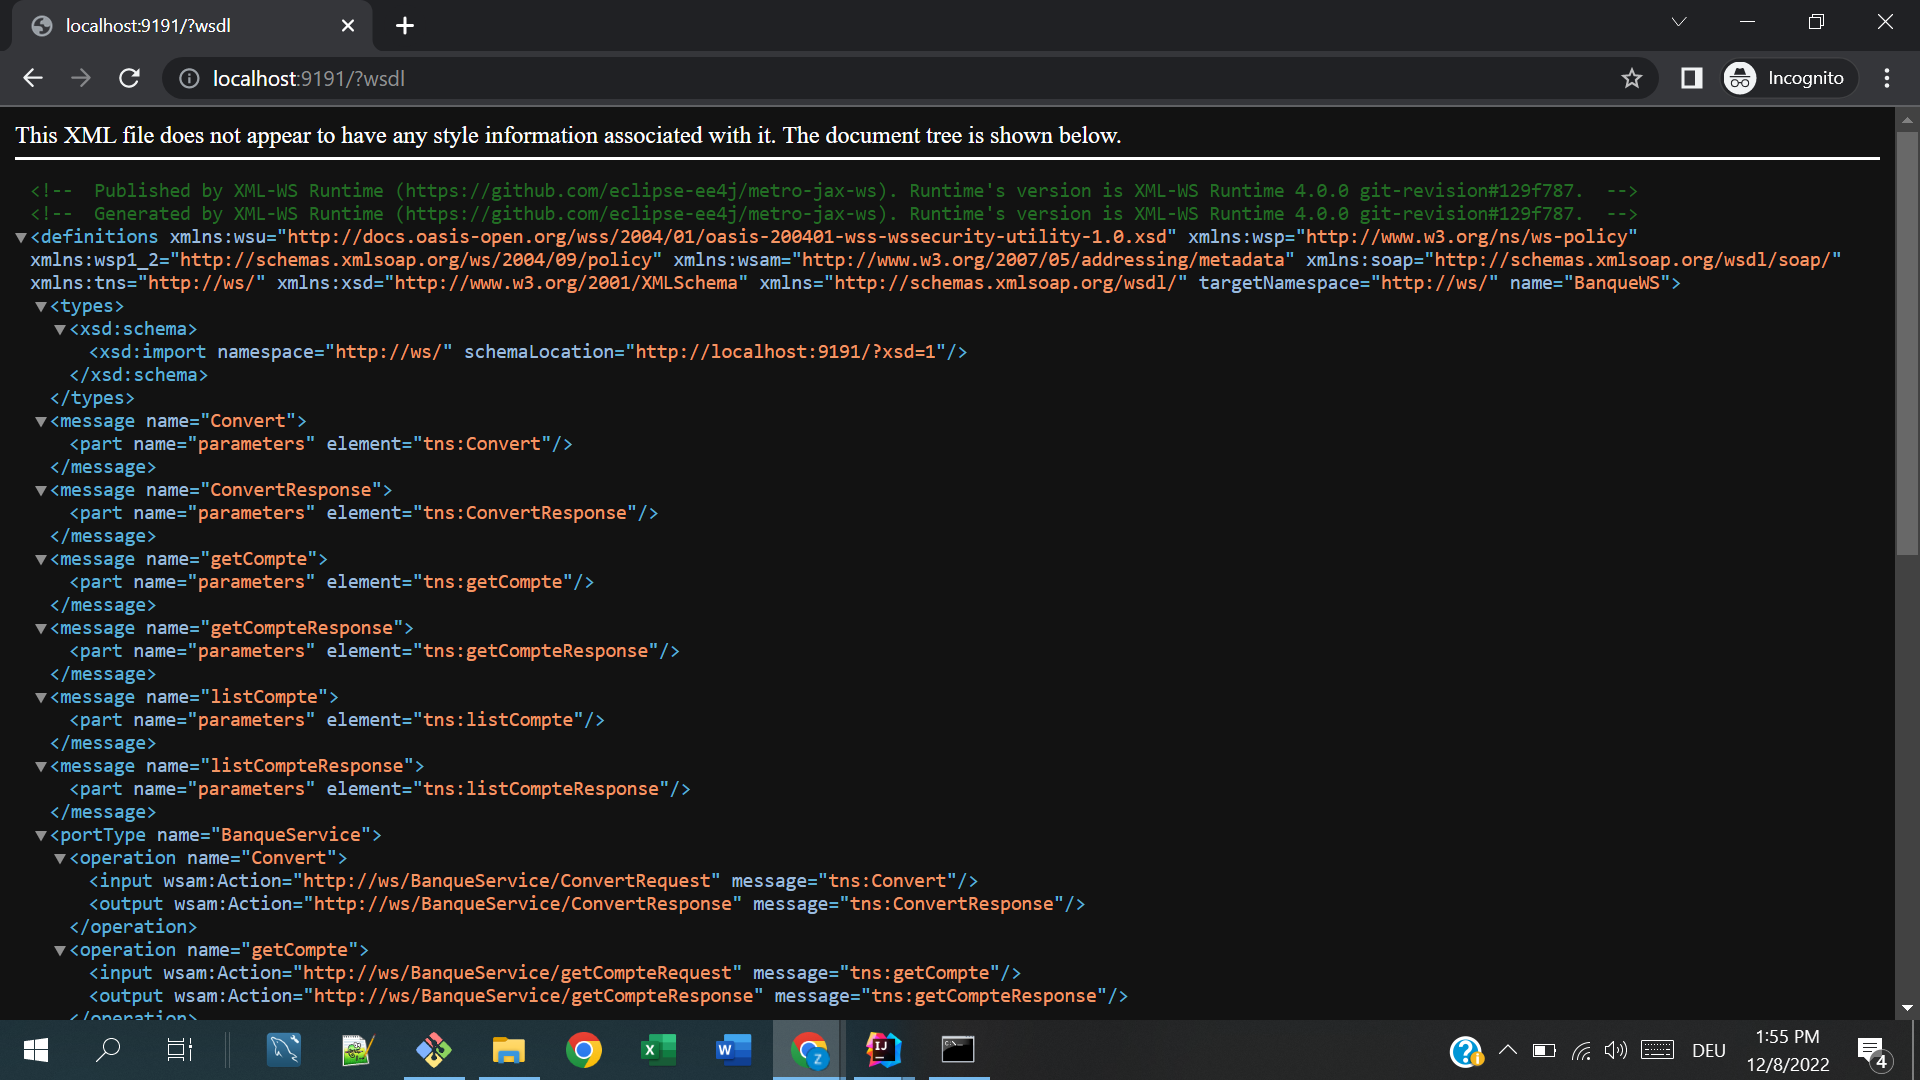 localhost:9191/?wsdl
localhost:9191/?wsdl
Incognito
This XML file does not appear to have any style information associated with it. The document tree is shown below.
<!--  Published by XML-WS Runtime (https://github.com/eclipse-ee4j/metro-jax-ws). Runtime's version is XML-WS Runtime 4.0.0 git-revision#129f787.  -->
<!--  Generated by XML-WS Runtime (https://github.com/eclipse-ee4j/metro-jax-ws). Runtime's version is XML-WS Runtime 4.0.0 git-revision#129f787.  -->
<definitions xmlns:wsu="http://docs.oasis-open.org/wss/2004/01/oasis-200401-wss-wssecurity-utility-1.0.xsd" xmlns:wsp="http://www.w3.org/ns/ws-policy"
xmlns:wsp1_2="http://schemas.xmlsoap.org/ws/2004/09/policy" xmlns:wsam="http://www.w3.org/2007/05/addressing/metadata" xmlns:soap="http://schemas.xmlsoap.org/wsdl/soap/"
xmlns:tns="http://ws/" xmlns:xsd="http://www.w3.org/2001/XMLSchema" xmlns="http://schemas.xmlsoap.org/wsdl/" targetNamespace="http://ws/" name="BanqueWS">
<types>
<xsd:schema>
<xsd:import namespace="http://ws/" schemaLocation="http://localhost:9191/?xsd=1"/>
</xsd:schema>
</types>
<message name="Convert">
<part name="parameters" element="tns:Convert"/>
</message>
<message name="ConvertResponse">
<part name="parameters" element="tns:ConvertResponse"/>
</message>
<message name="getCompte">
<part name="parameters" element="tns:getCompte"/>
</message>
<message name="getCompteResponse">
<part name="parameters" element="tns:getCompteResponse"/>
</message>
<message name="listCompte">
<part name="parameters" element="tns:listCompte"/>
</message>
<message name="listCompteResponse">
<part name="parameters" element="tns:listCompteResponse"/>
</message>
<portType name="BanqueService">
<operation name="Convert">
<input wsam:Action="http://ws/BanqueService/ConvertRequest" message="tns:Convert"/>
<output wsam:Action="http://ws/BanqueService/ConvertResponse" message="tns:ConvertResponse"/>
</operation>
<operation name="getCompte">
<input wsam:Action="http://ws/BanqueService/getCompteRequest" message="tns:getCompte"/>
<output wsam:Action="http://ws/BanqueService/getCompteResponse" message="tns:getCompteResponse"/>
</operation>
DEU
1:55 PM
12/8/2022
4